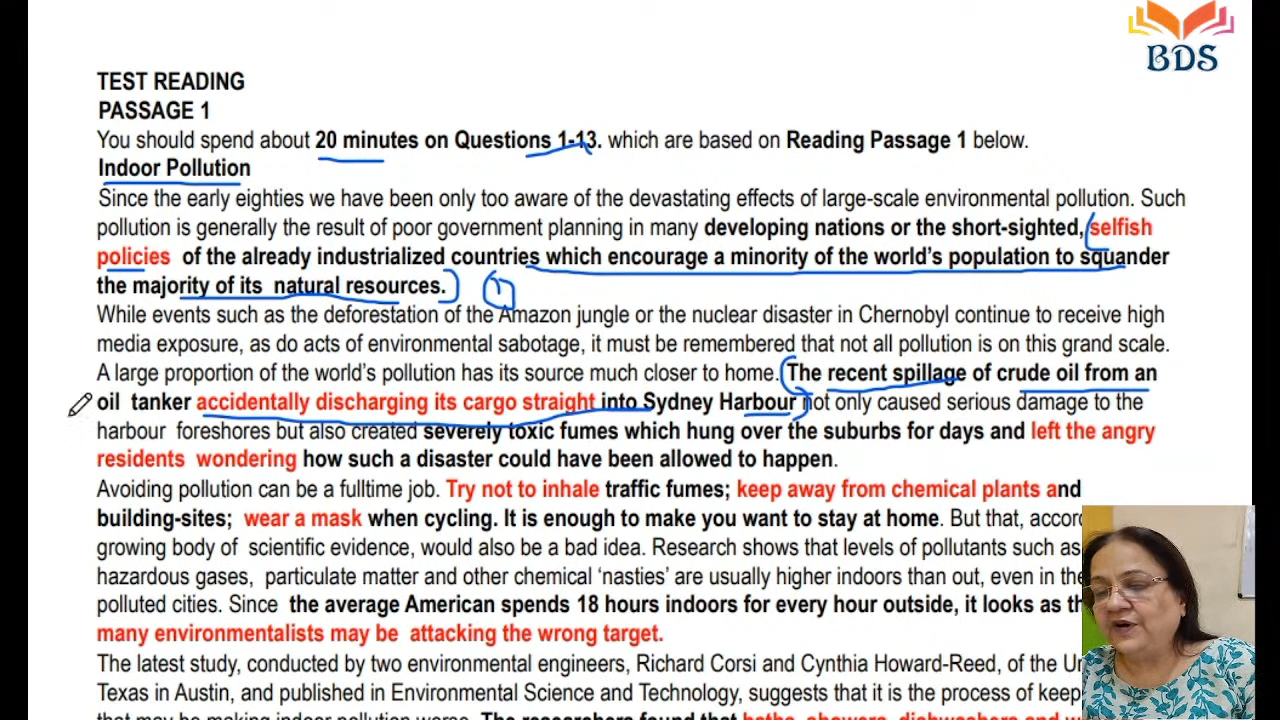 BDS
TEST READING
PASSAGE 1
You should spend about 20 minutes on Questions 1-13. which are based on Reading Passage 1 below.
Indoor Pollution
Since the early eighties we have been only too aware of the devastating effects of large-scale environmental pollution. Such
pollution is generally the result of poor government planning in many developing nations or the short-sighted, selfish
policies of the already industrialized countries which encourage a minority of the world's population to squander
the majority of its natural resources. 1
While events such as the deforestation of the Amazon jungle or the nuclear disaster in Chernobyl continue to receive high
media exposure, as do acts of environmental sabotage, it must be remembered that not all pollution is on this grand scale.
A large proportion of the world's pollution has its source much closer to home. The recent spillage of crude oil from an
oil tanker accidentally discharging its cargo straight into Sydney Harbour not only caused serious damage to the
harbour foreshores but also created severely toxic fumes which hung over the suburbs for days and left the angry
residents wondering how such a disaster could have been allowed to happen.
Avoiding pollution can be a fulltime job. Try not to inhale traffic fumes; keep away from chemical plants and
building-sites; wear a mask when cycling. It is enough to make you want to stay at home. But that,
growing body of scientific evidence, would also be a bad idea. Research shows that levels of pollutants such as
hazardous gases, particulate matter and other chemical 'nasties' are usually higher indoors than out, even in the
polluted cities. Since the average American spends 18 hours indoors for every hour outside, it looks as
many environmentalists may be attacking the wrong target.
The latest study, conducted by two environmental engineers, Richard Corsi and Cynthia Howard-Reed, of the
Texas in Austin, and published in Environmental Science and Technology, suggests that it is the process of
that may be making indoor pollution worse. The researchers found that baths, showers, dishwashers and